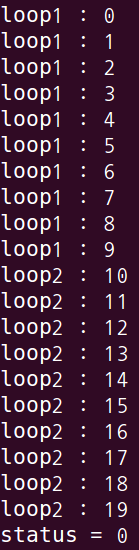 loop1 : 0
loop1 : 1
loop1 : 2
loop1 : 3
loop1 : 4
loop1 : 5
loop1 : 6
loop1 : 7
loop1 : 8
loop1 : 9
loop2 : 10
loop2 : 11
loop2 : 12
loop2 : 13
loop2 : 14
loop2 : 15
loop2 : 16
loop2 : 17
loop2 : 18
loop2 : 19
status = 0